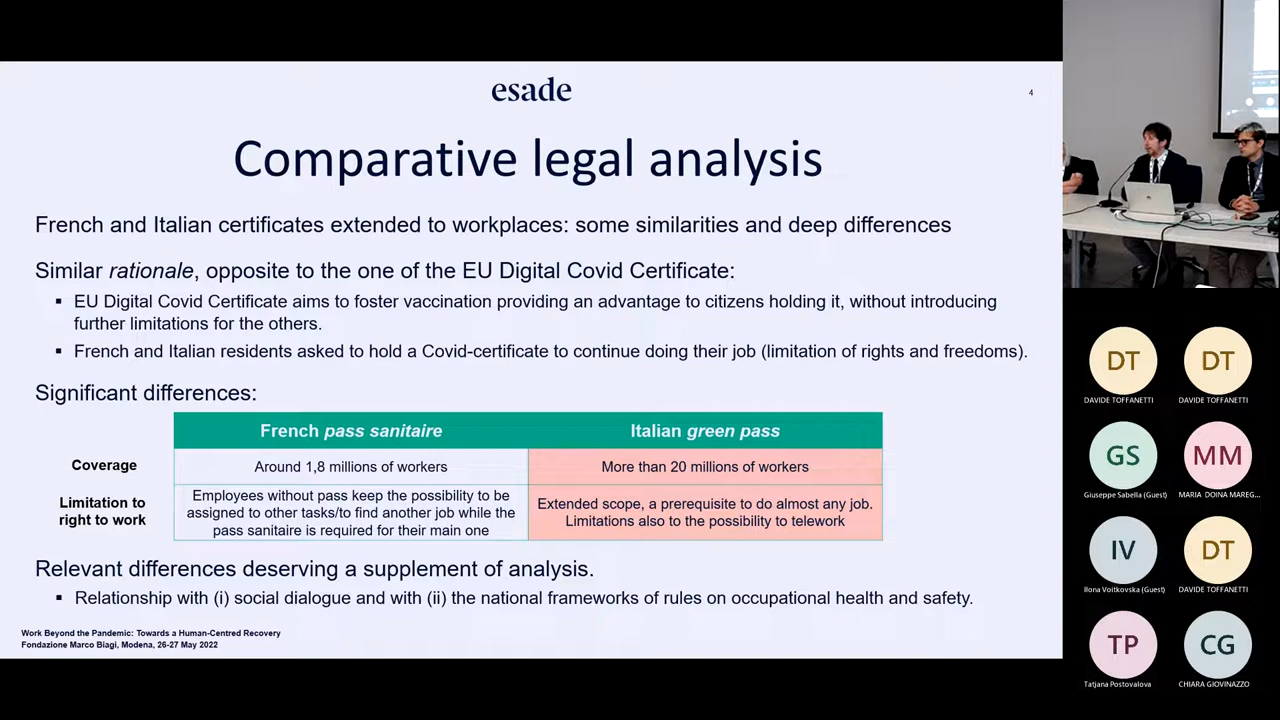 esade
4
Comparative legal analysis
French and Italian certificates extended to workplaces: some similarities and deep differences
Similar rationale, opposite to the one of the EU Digital Covid Certificate:
▪ EU Digital Covid Certificate aims to foster vaccination providing an advantage to citizens holding it, without introducing
further limitations for the others.
▪ French and Italian residents asked to hold a Covid-certificate to continue doing their job (limitation of rights and freedoms).
Significant differences:
French pass sanitaire
Italian green pass
Coverage
Around 1,8 millions of workers
More than 20 millions of workers
Limitation to
right to work
Employees without pass keep the possibility to be
assigned to other tasks/to find another job while the
pass sanitaire is required for their main one
Extended scope, a prerequisite to do almost any job.
Limitations also to the possibility to telework
Relevant differences deserving a supplement of analysis.
▪ Relationship with (i) social dialogue and with (ii) the national frameworks of rules on occupational health and safety.
Work Beyond the Pandemic: Towards a Human-Centred Recovery
Fondazione Marco Biagi, Modena, 26-27 May 2022
DT
DT
DAVIDE TOFFANETTI
DAVIDE TOFFANETTI
GS
MM
Giuseppe Sabella (Guest)
MARIA DOINA MAREG...
IV
DT
Ilona Voitkovska (Guest)
DAVIDE TOFFANETTI
TP
CG
Tatjana Postovalova
CHIARA GIOVINAZZO